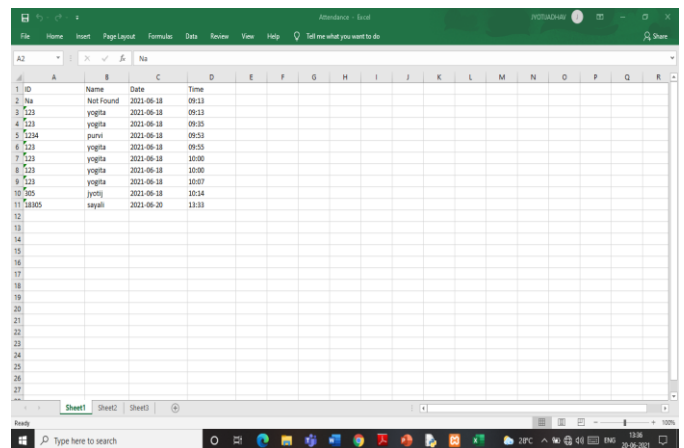 Attendance - Excel
JYOTIJADHAV J
File Home Insert Page Layout Formulas Data Review View Help Tell me what you want to do Share
A2 fx Na
A B C D E F G H I J K L M N O P Q R
1 ID Name Date Time
2 Na Not Found 2021-06-18 09:13
3 123 yogita 2021-06-18 09:13
4 123 yogita 2021-06-18 09:35
5 1234 purvi 2021-06-18 09:53
6 123 yogita 2021-06-18 09:55
7 123 yogita 2021-06-18 10:00
8 123 yogita 2021-06-18 10:00
9 123 yogita 2021-06-18 10:07
10 305 jyotij 2021-06-18 10:14
11 18305 sayali 2021-06-20 13:33
12
13
14
15
16
17
18
19
20
21
22
23
24
25
26
27
Sheet1 Sheet2 Sheet3
Ready 100%
Type here to search 28°C ENG 13:36
20-06-2021